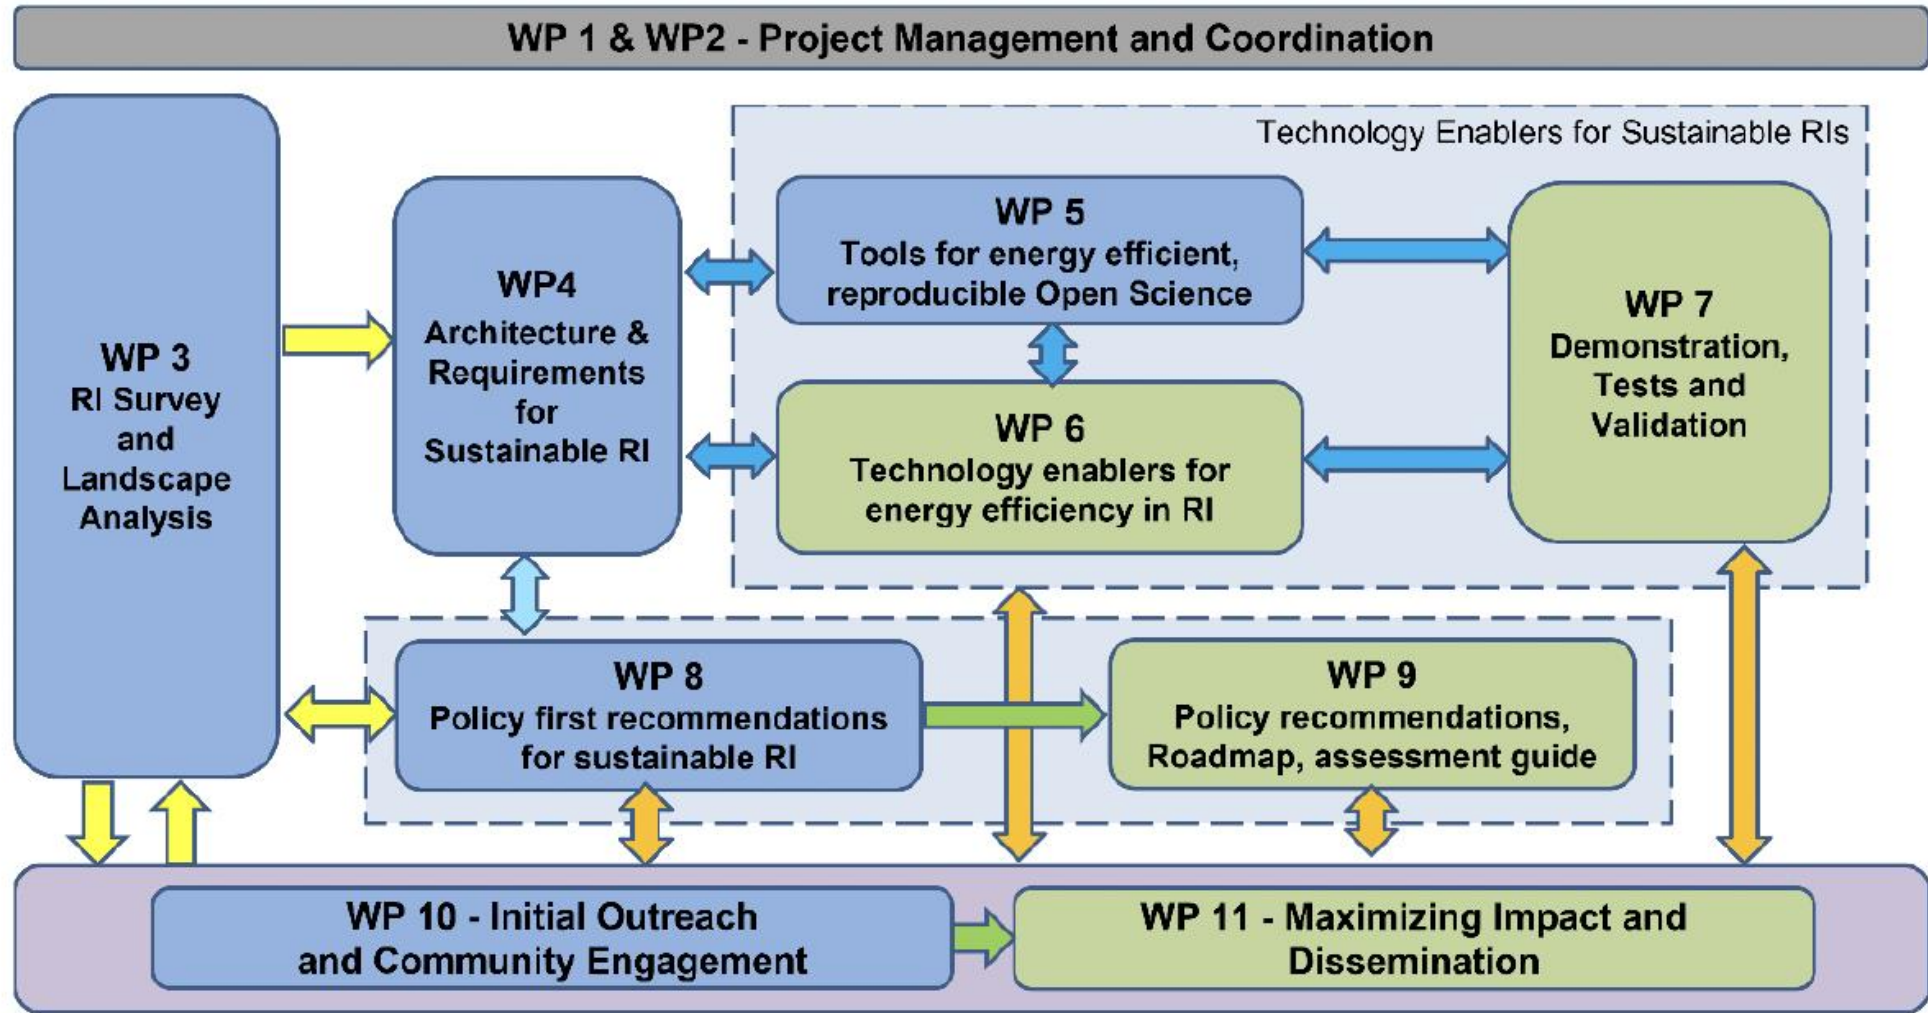 WP 1 & WP2 - Project Management and Coordination
Technology Enablers for Sustainable RIs
WP 3
RI Survey
and
Landscape
Analysis
WP4
Architecture &
Requirements
for
Sustainable RI
WP 5
Tools for energy efficient,
reproducible Open Science
WP 6
Technology enablers for
energy efficiency in RI
WP 7
Demonstration,
Tests and
Validation
WP 8
Policy first recommendations
for sustainable RI
WP 9
Policy recommendations,
Roadmap, assessment guide
WP 10 - Initial Outreach
and Community Engagement
WP 11 - Maximizing Impact and
Dissemination